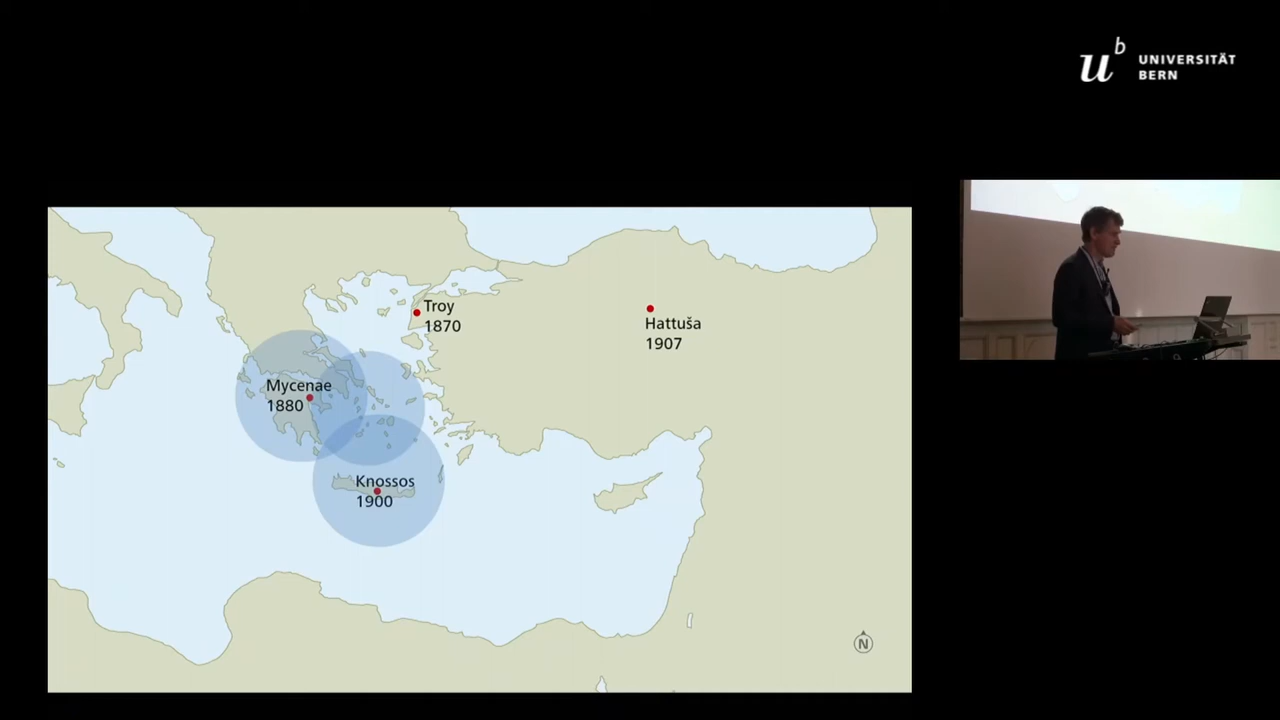 u b
UNIVERSITÄT
BERN
Troy
1870
Hattuša
1907
Mycenae
1880
Knossos
1900
N